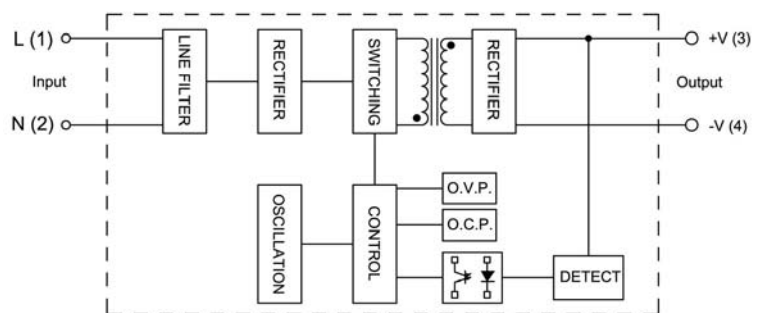 L (1)
Input
N (2)
LINE FILTER
RECTIFIER
SWITCHING
RECTIFIER
+V (3)
Output
-V (4)
OSCILLATION
CONTROL
O.V.P.
O.C.P.
DETECT